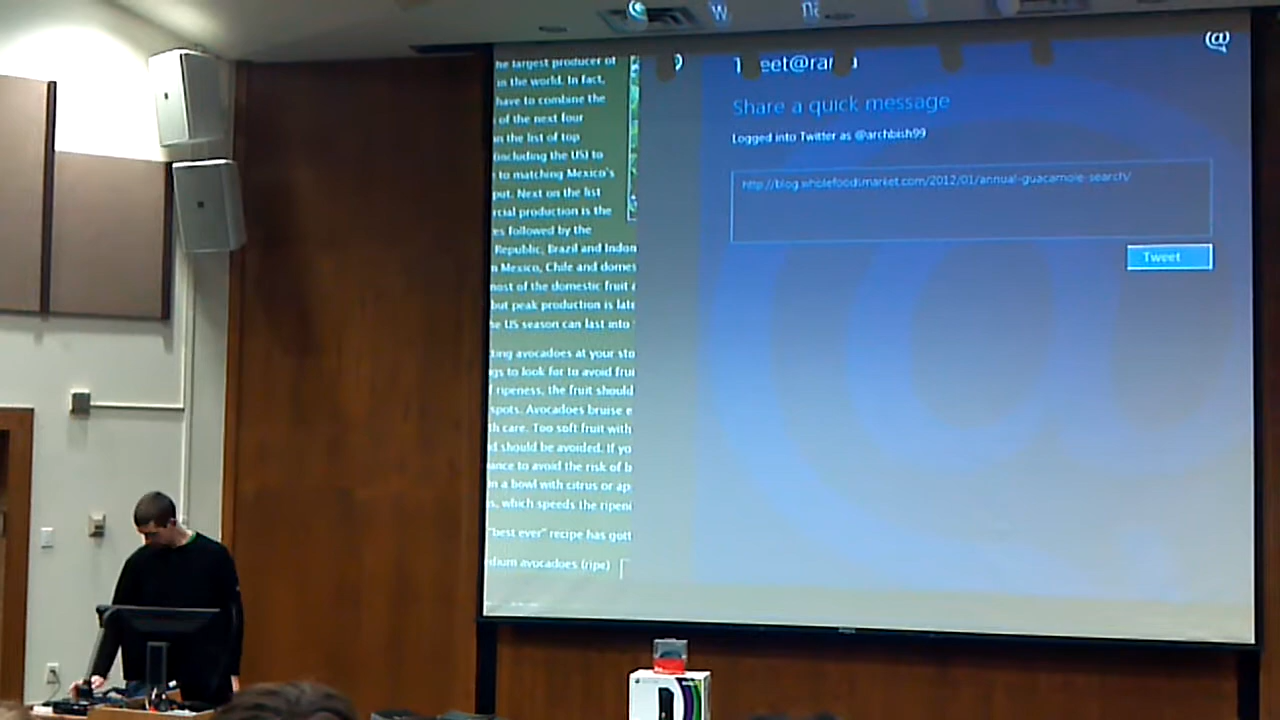 he largest producer of
in the world. In fact,
have to combine the
of the next four
in the list of top
(including the US) to
to matching Mexico's
put. Next on the list
rcial production is the
es followed by the
Republic, Brazil and Indon
n Mexico, Chile and domes
most of the domestic fruit
but peak production is late
he US season can last into
ting avocadoes at your sto
gs to look for to avoid frui
f ripeness, the fruit should
spots. Avocadoes bruise e
th care. Too soft fruit with
d should be avoided. If yo
ance to avoid the risk of b
n a bowl with citrus or ap
s, which speeds the ripeni
"best ever" recipe has gott
dium avocadoes (ripe)
@
Share a quick message
Logged into Twitter as @archbish99
http://blog.wholefoodsmarket.com/2012/01/annual-guacamole-search/
Tweet